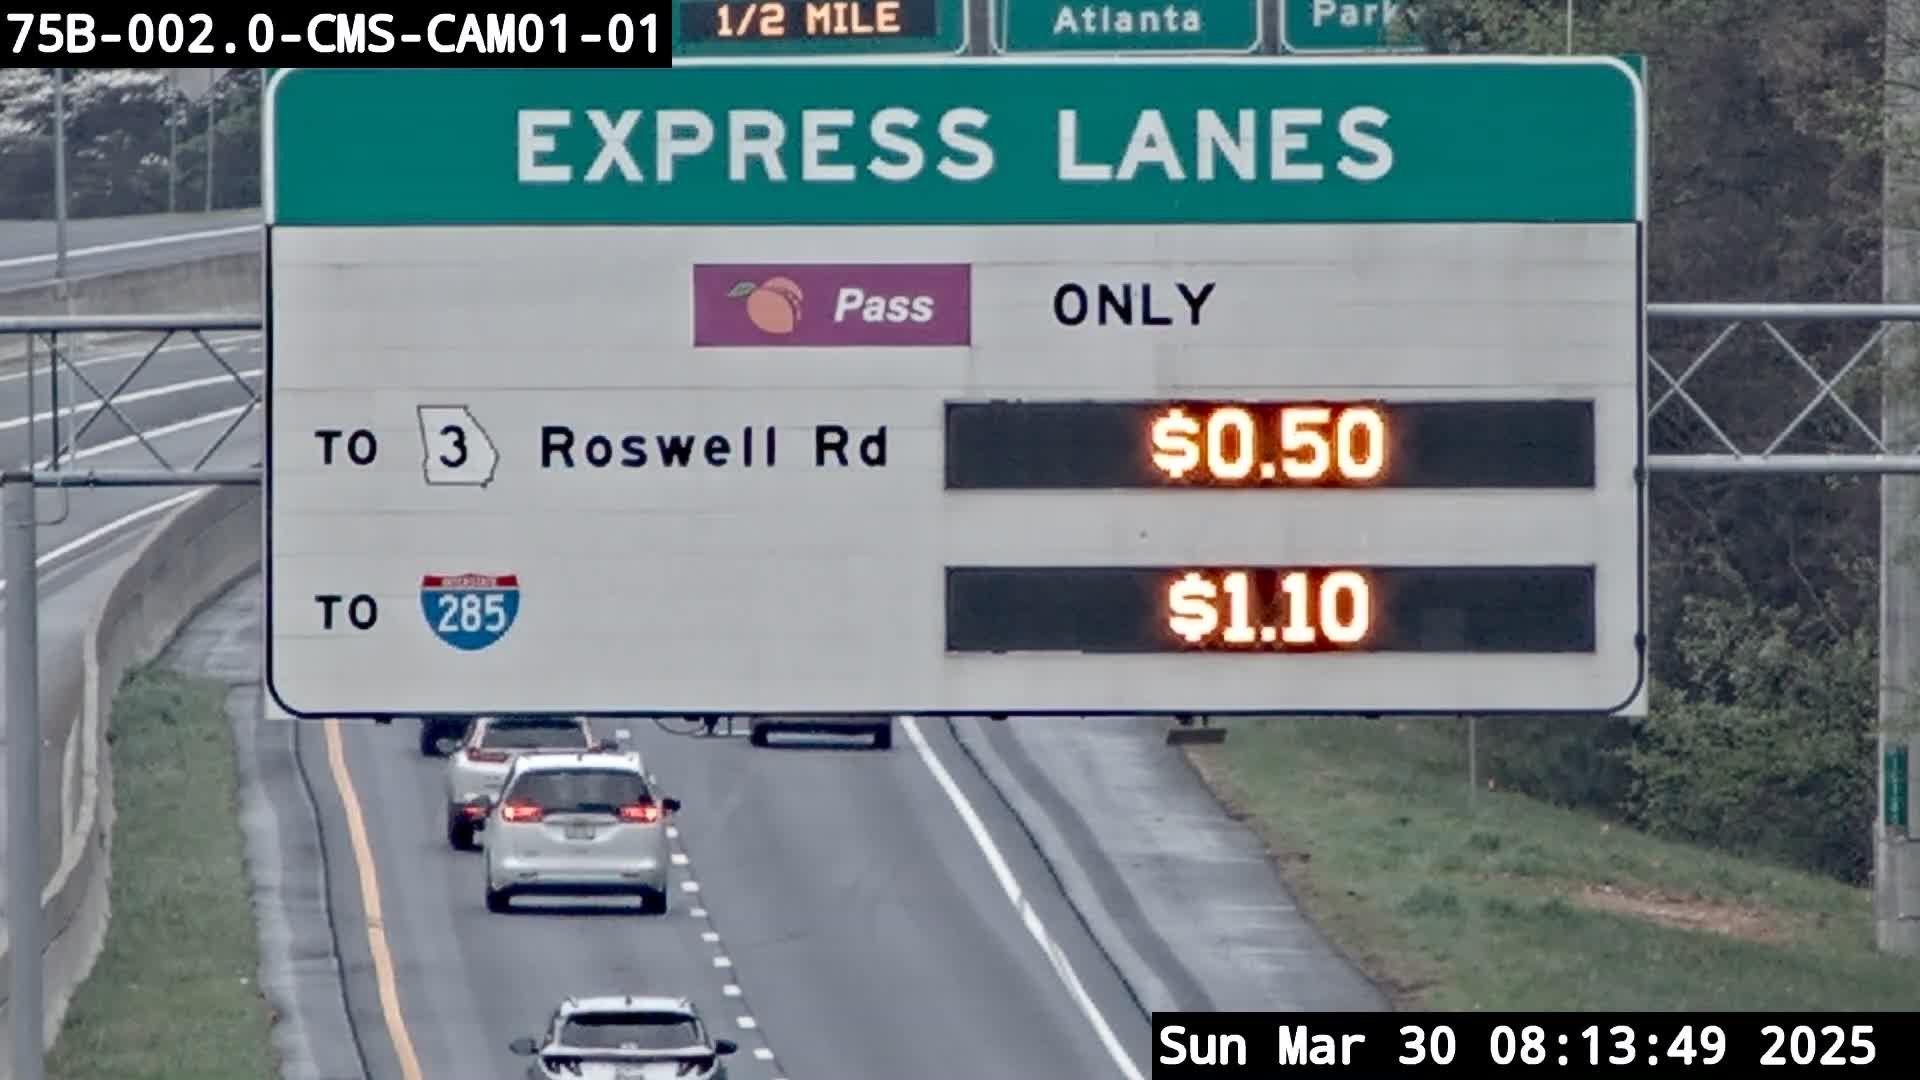 75B-002.0-CMS-CAM01-01
1/2 MILE
Atlanta
EXPRESS LANES
Pass ONLY
TO 3 Roswell Rd $0.50
INTERSTATE
TO 285 $1.10
Sun Mar 30 08:13:49 2025